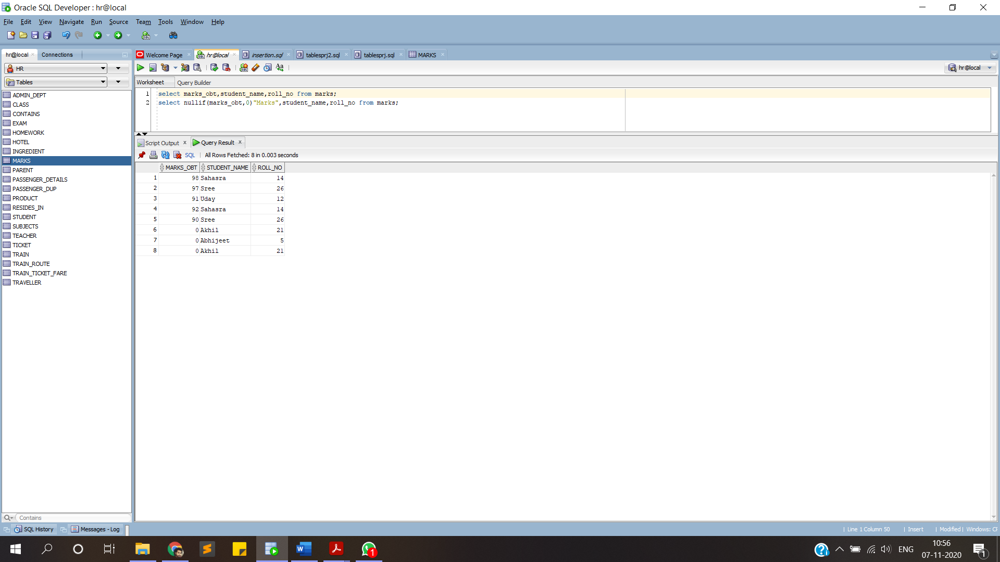 Oracle SQL Developer : hr@local
File Edit View Navigate Run Source Team Tools Window Help
hr@local Connections
Welcome Page hr@local insertion.sql tablesprj2.sql tablesprj.sql MARKS
HR
hr@local
Tables
Worksheet Query Builder
1 select marks_obt,student_name,roll_no from marks;
2 select nullif(marks_obt,0)"Marks",student_name,roll_no from marks;
ADMIN_DEPT
CLASS
CONTAINS
EXAM
HOMEWORK
HOTEL
INGREDIENT
MARKS
PARENT
PASSENGER_DETAILS
PASSENGER_DUP
PRODUCT
RESIDES_IN
STUDENT
SUBJECTS
TEACHER
TICKET
TRAIN
TRAIN_ROUTE
TRAIN_TICKET_FARE
TRAVELLER
Script Output Query Result
SQL All Rows Fetched: 8 in 0.003 seconds
MARKS_OBT STUDENT_NAME ROLL_NO
1 98 Sahasra 14
2 97 Sree 26
3 91 Uday 12
4 92 Sahasra 14
5 90 Sree 26
6 0 Akhil 21
7 0 Abhijeet 5
8 0 Akhil 21
Contains
SQL History Messages - Log
Line 1 Column 50 Insert Modified Windows: CF
ENG
10:56
07-11-2020
1
1